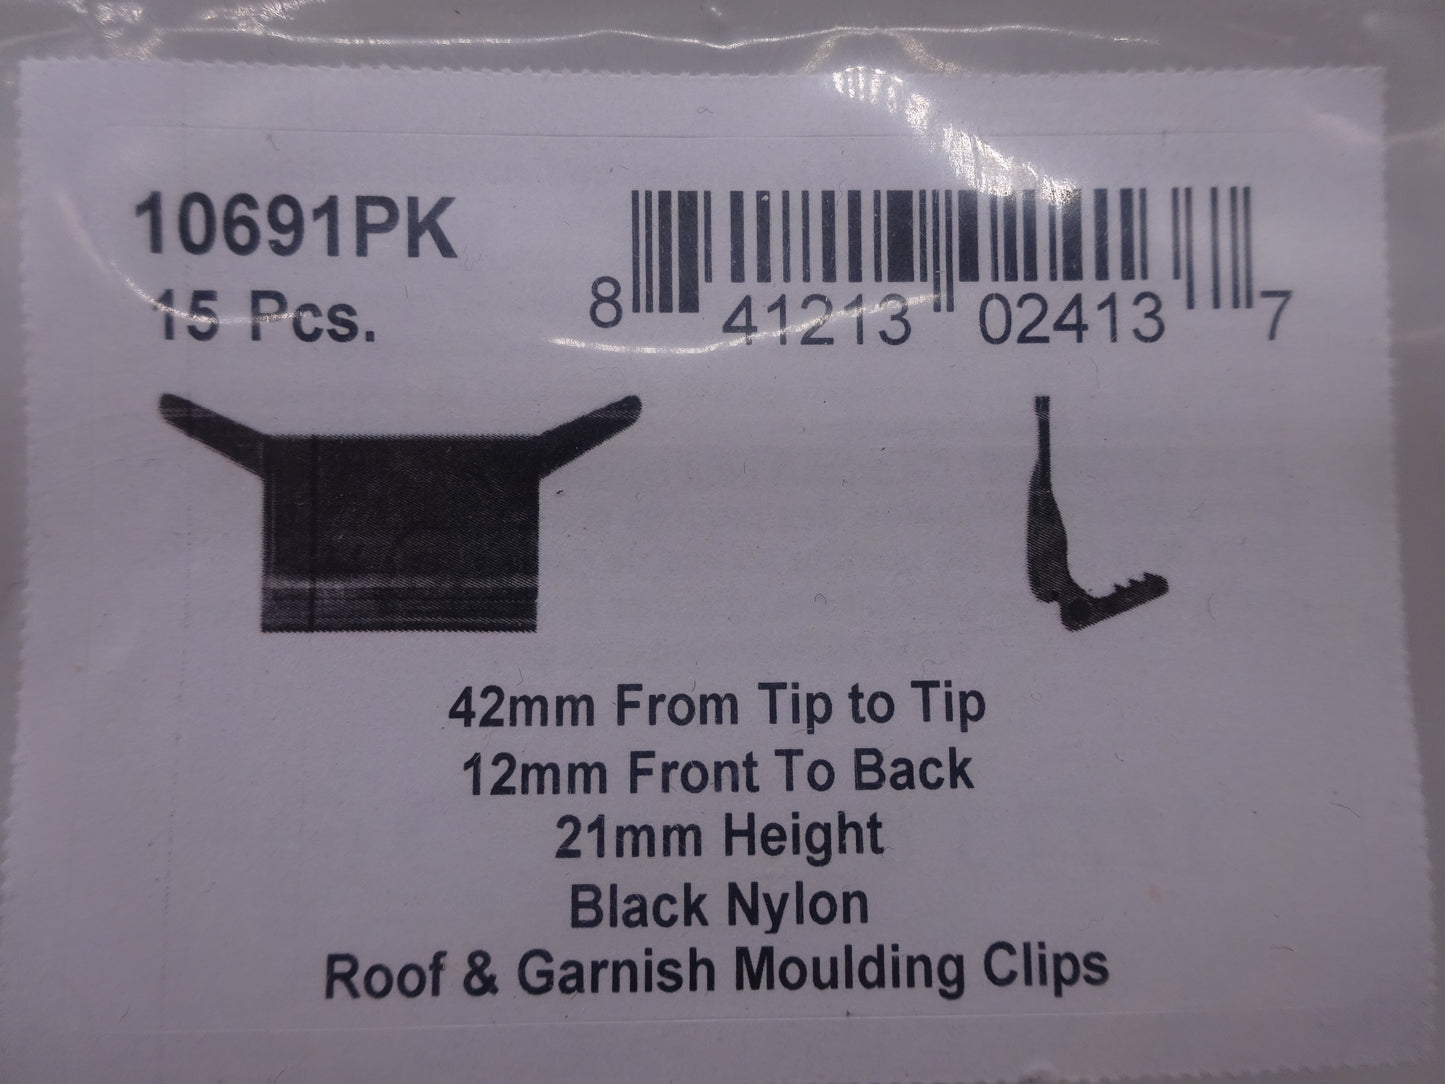 10691PK
15 Pcs.
8 41213 02413 7
42mm From Tip to Tip
12mm Front To Back
21mm Height
Black Nylon
Roof & Garnish Moulding Clips